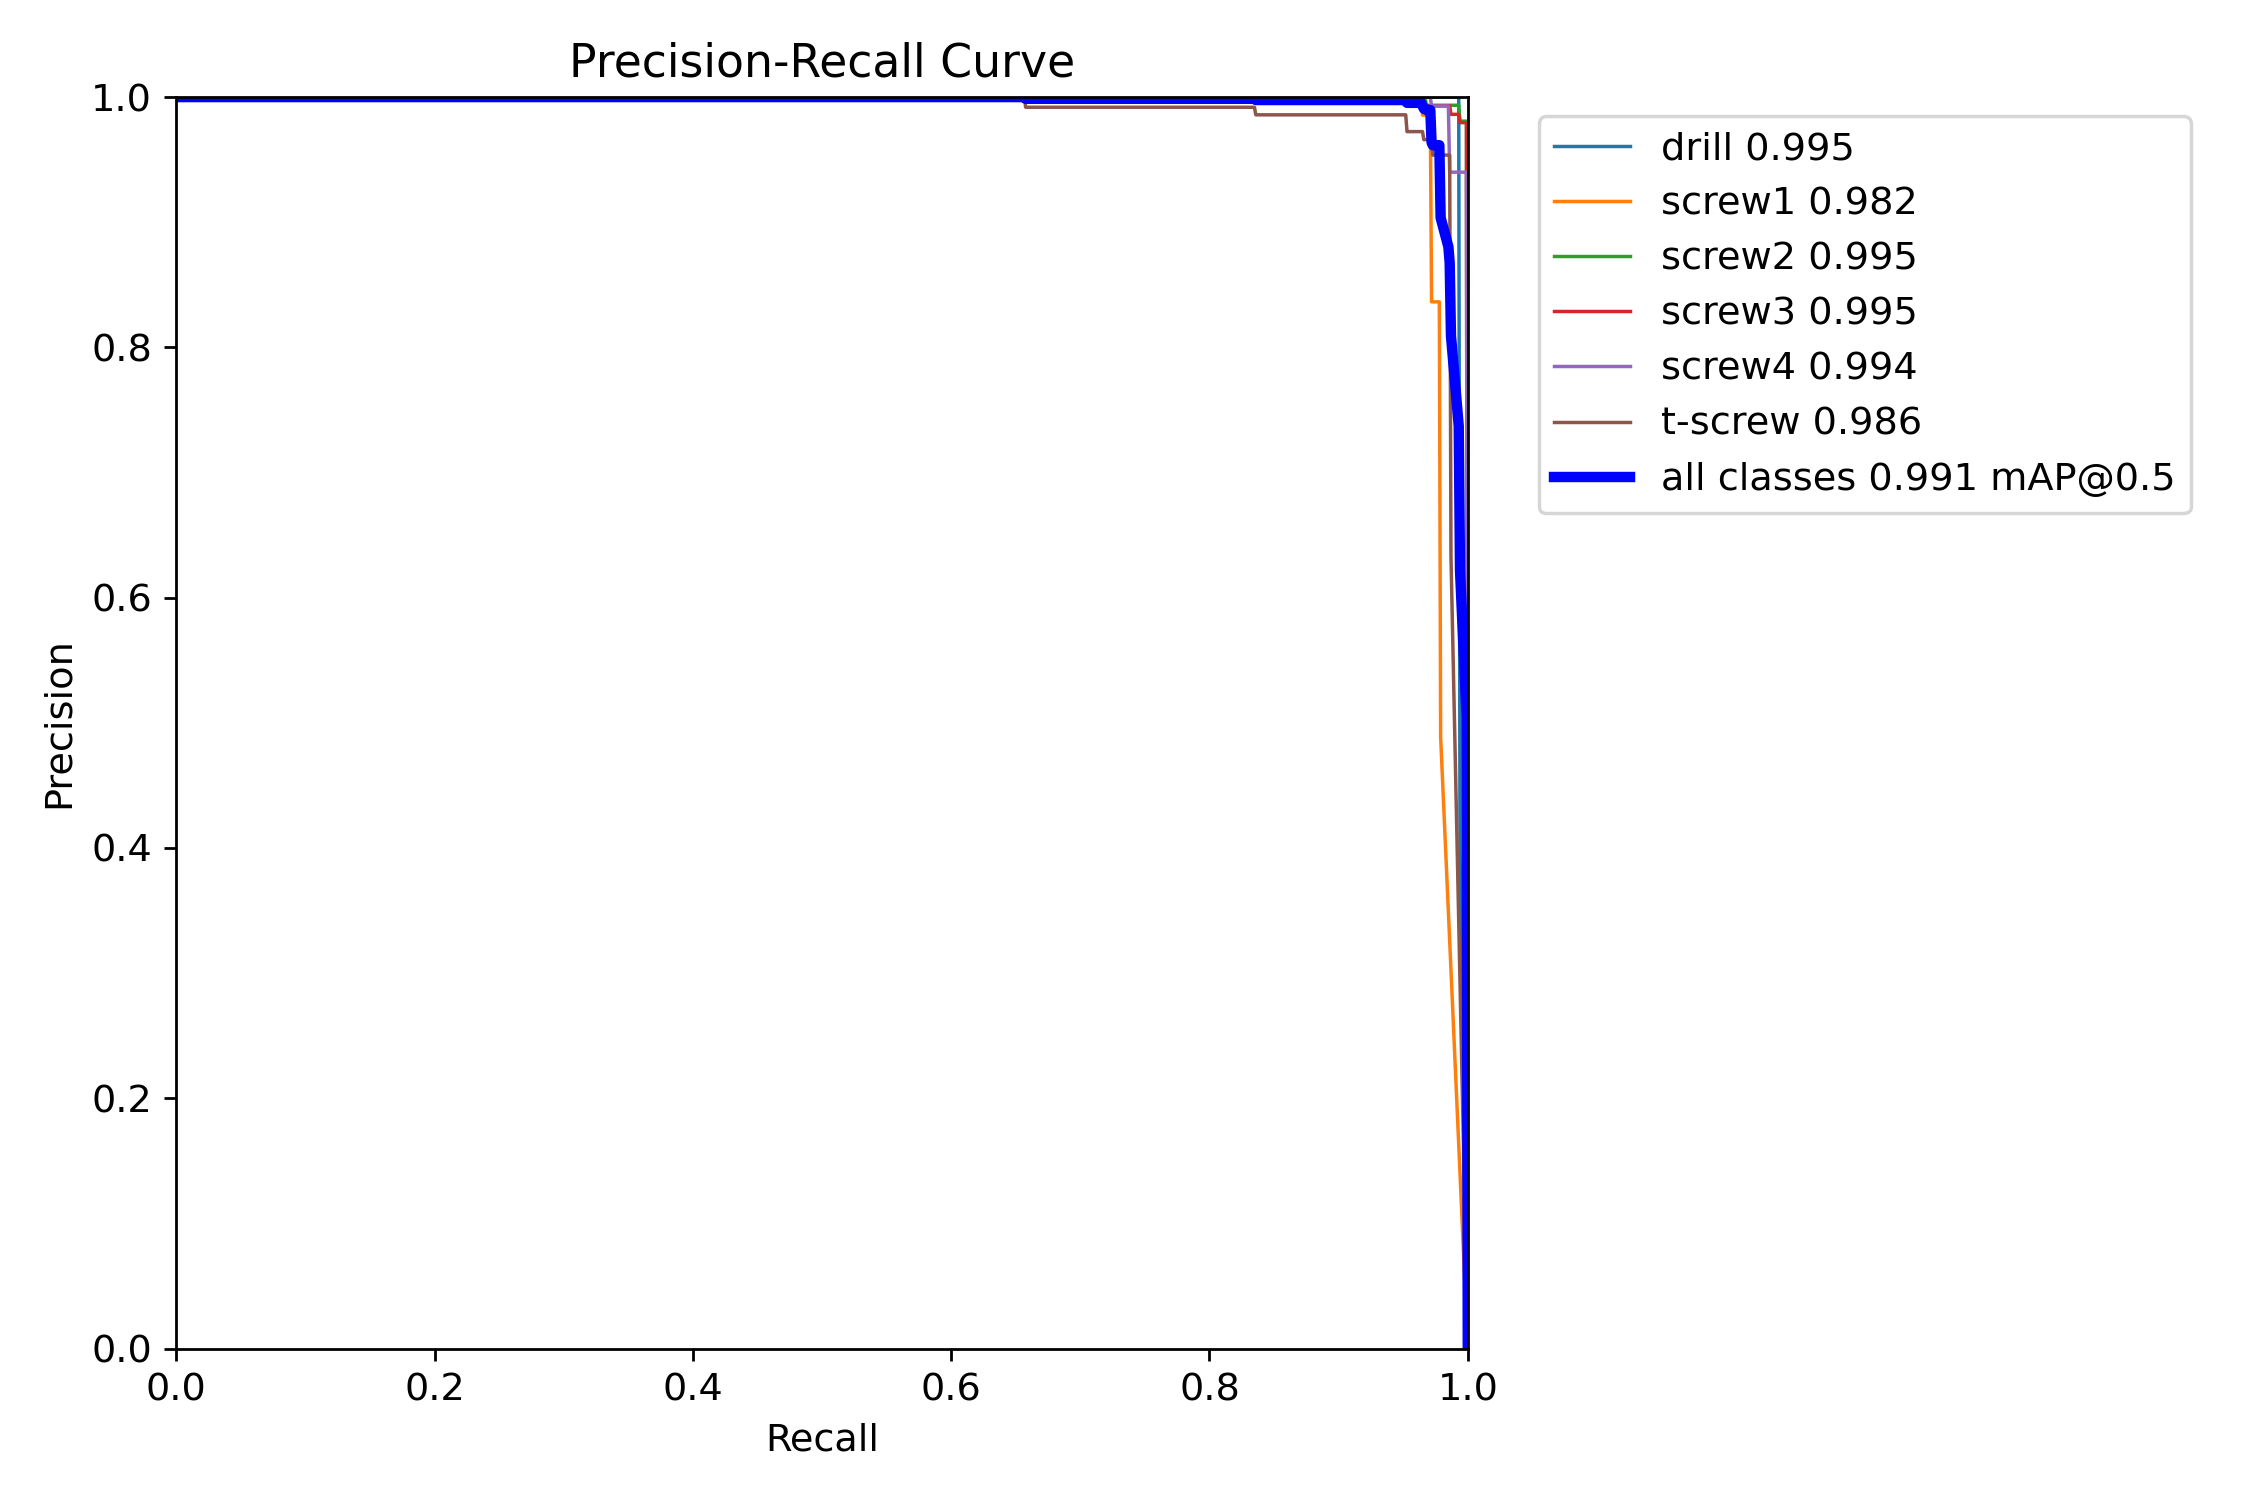 Precision-Recall Curve
1.0
0.8
0.6
0.4
0.2
0.0
Precision
0.0 0.2 0.4 0.6 0.8 1.0
Recall
drill 0.995
screw1 0.982
screw2 0.995
screw3 0.995
screw4 0.994
t-screw 0.986
all classes 0.991 mAP@0.5